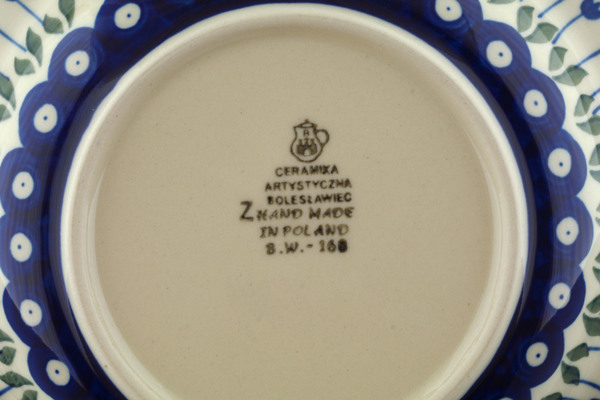 CERAMIKA
ARTYSTYCZNA
BOLESŁAWIEC
Z HAND MADE
IN POLAND